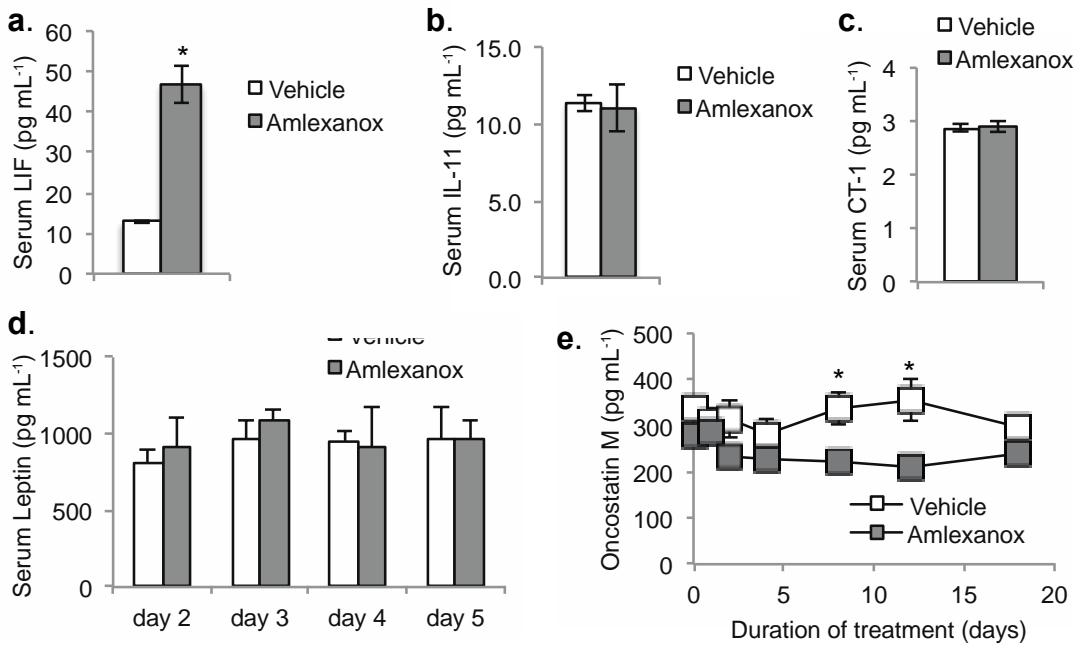 a.
Serum LIF (pg mL-1)
60
50
40
30
20
10
0
*
Vehicle
Amlexanox
b.
Serum IL-11 (pg mL-1)
15.0
10.0
5.0
0.0
Vehicle
Amlexanox
c.
Vehicle
Amlexanox
Serum CT-1 (pg mL-1)
4
3
2
1
0
d.
Serum Leptin (pg mL-1)
1500
1000
500
0
Vehicle
Amlexanox
day 2
day 3
day 4
day 5
e.
Oncostatin M (pg mL-1)
500
400
300
200
100
0
*
*
Vehicle
Amlexanox
0
5
10
15
20
Duration of treatment (days)